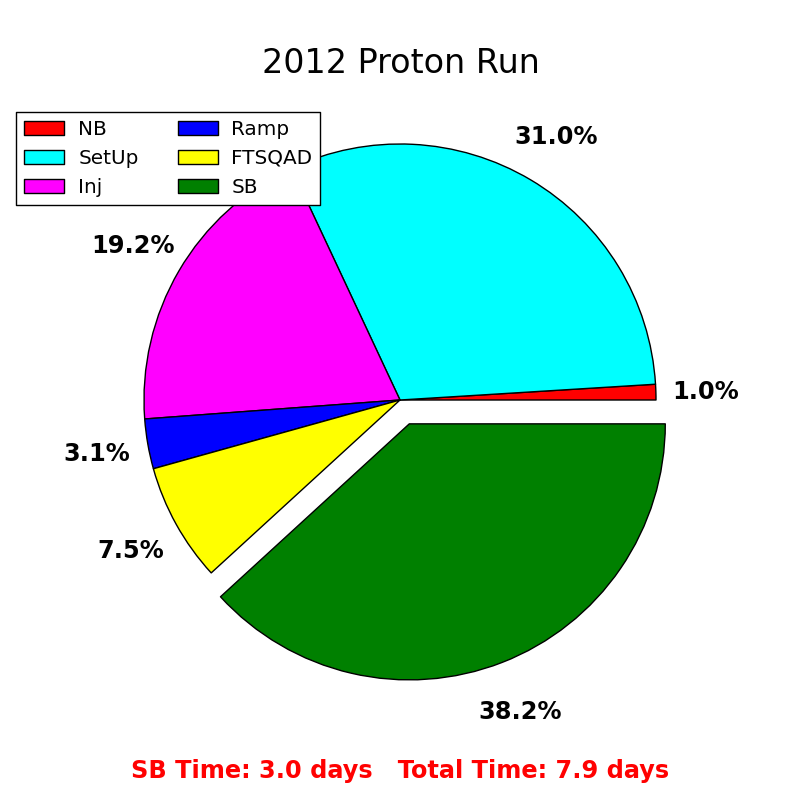 2012 Proton Run
NB
SetUp
Inj
Ramp
FTSQAD
SB
31.0%
19.2%
1.0%
3.1%
7.5%
38.2%
SB Time: 3.0 days   Total Time: 7.9 days